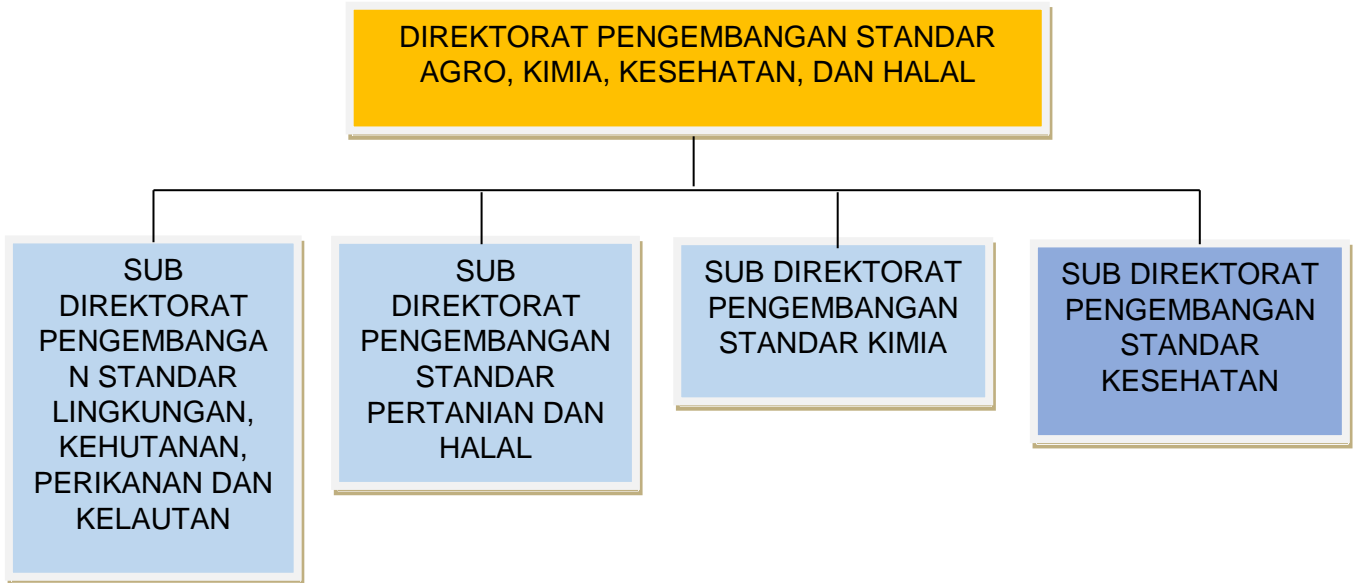 DIREKTORAT PENGEMBANGAN STANDAR
AGRO, KIMIA, KESEHATAN, DAN HALAL
SUB
DIREKTORAT
PENGEMBANGA
N STANDAR
LINGKUNGAN,
KEHUTANAN,
PERIKANAN DAN
KELAUTAN
SUB
DIREKTORAT
PENGEMBANGAN
STANDAR
PERTANIAN DAN
HALAL
SUB DIREKTORAT
PENGEMBANGAN
STANDAR KIMIA
SUB DIREKTORAT
PENGEMBANGAN
STANDAR
KESEHATAN